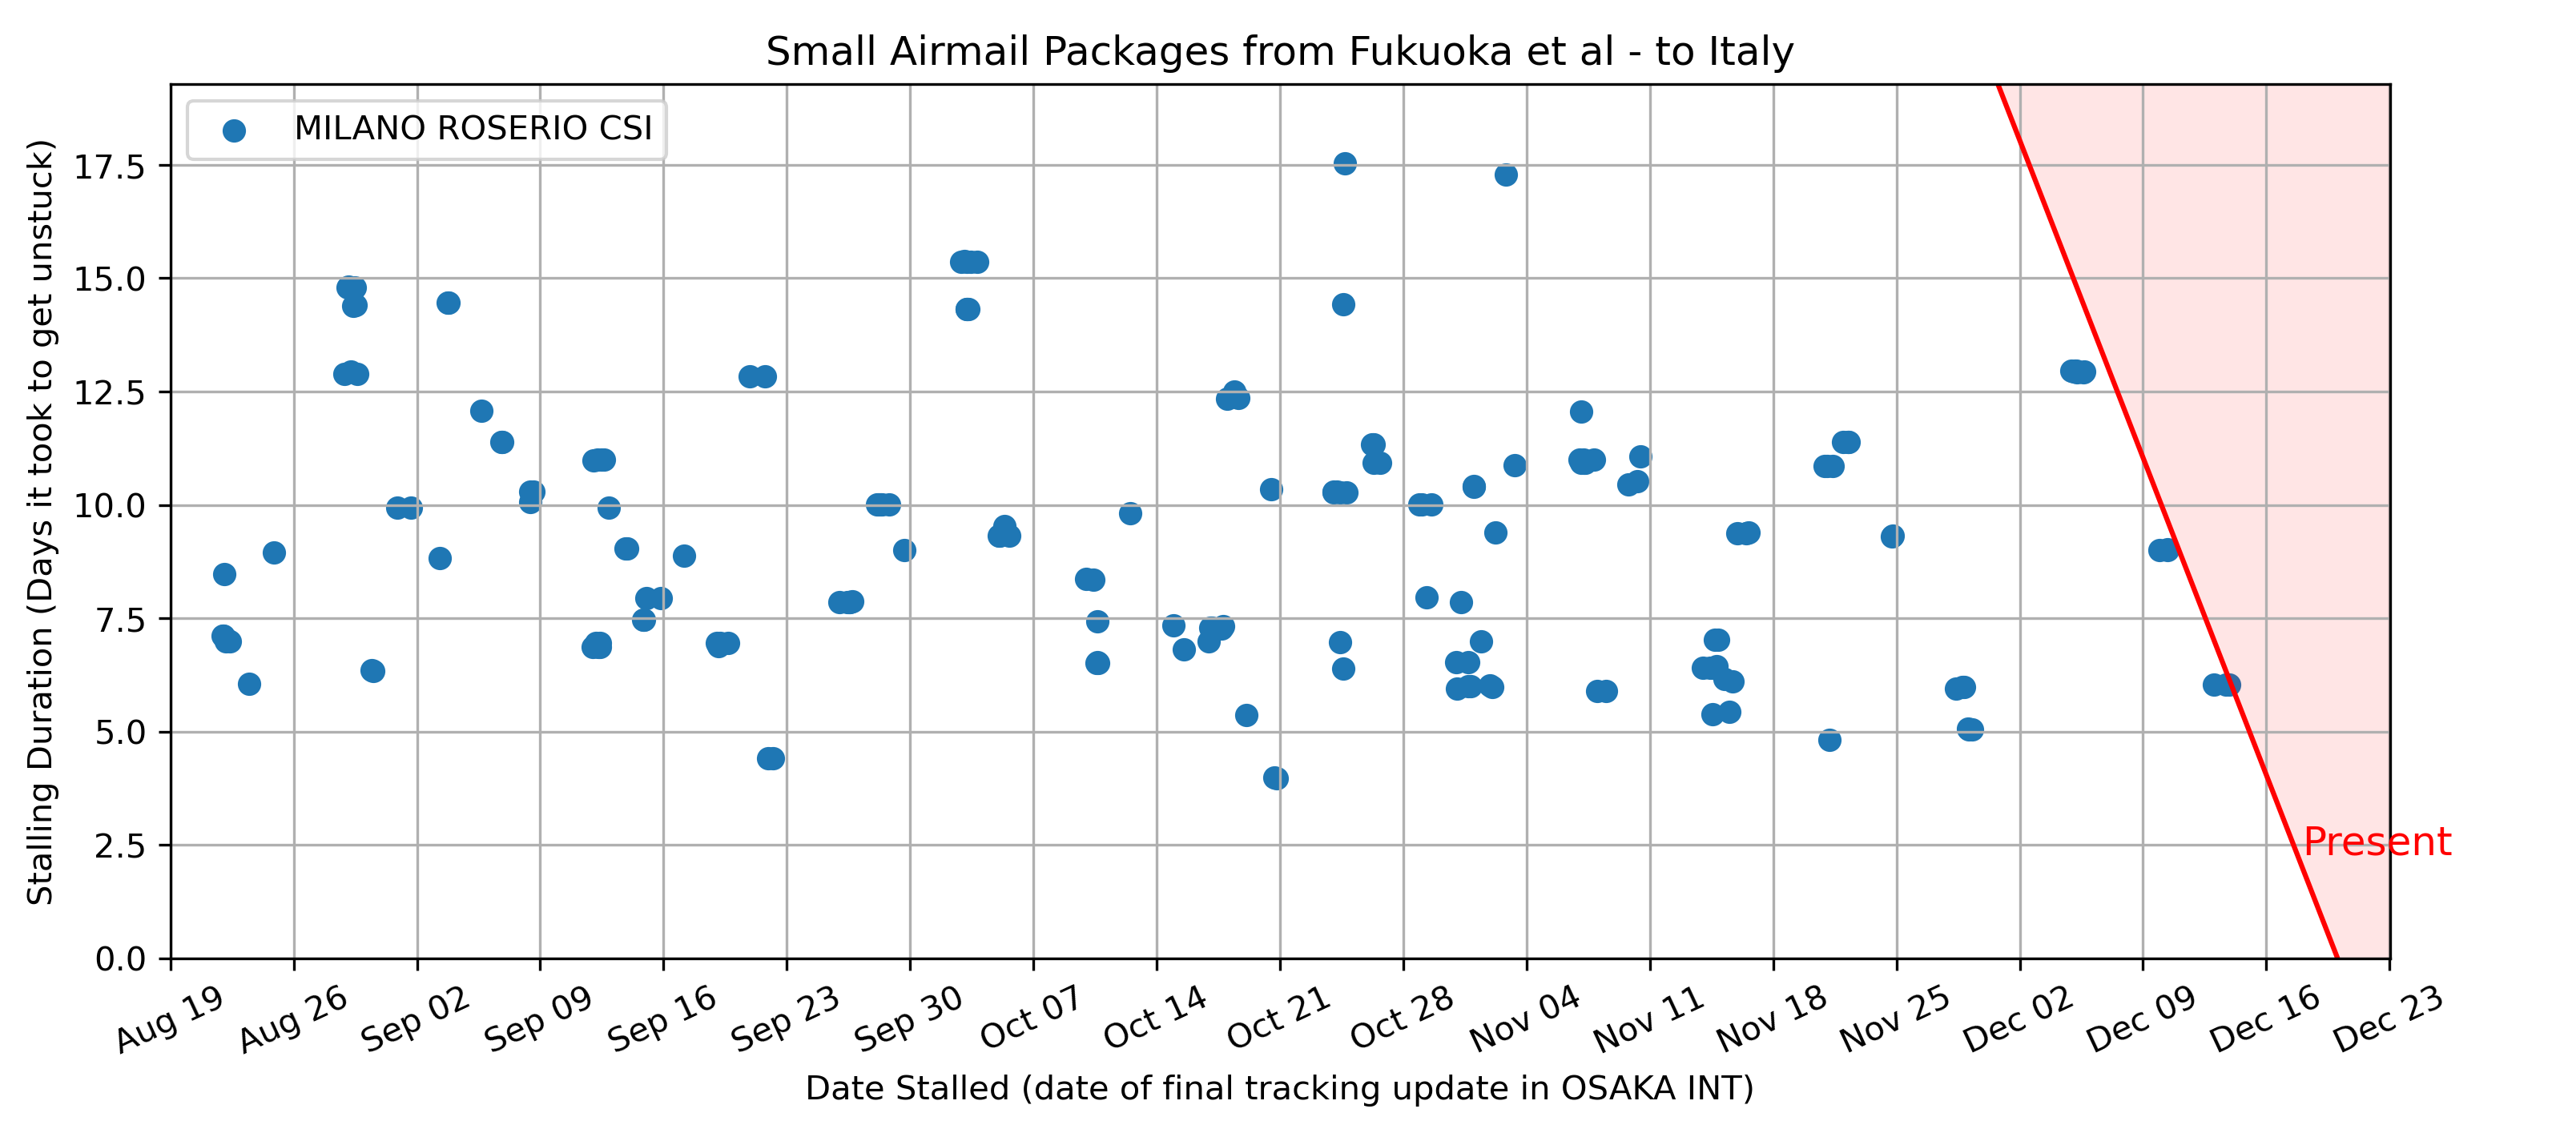 Small Airmail Packages from Fukuoka et al - to Italy
MILANO ROSERIO CSI
Stalling Duration (Days it took to get unstuck)
17.5
15.0
12.5
10.0
7.5
5.0
2.5
0.0
Present
Aug 19
Aug 26
Sep 02
Sep 09
Sep 16
Sep 23
Sep 30
Oct 07
Oct 14
Oct 21
Oct 28
Nov 04
Nov 11
Nov 18
Nov 25
Dec 02
Dec 09
Dec 16
Dec 23
Date Stalled (date of final tracking update in OSAKA INT)